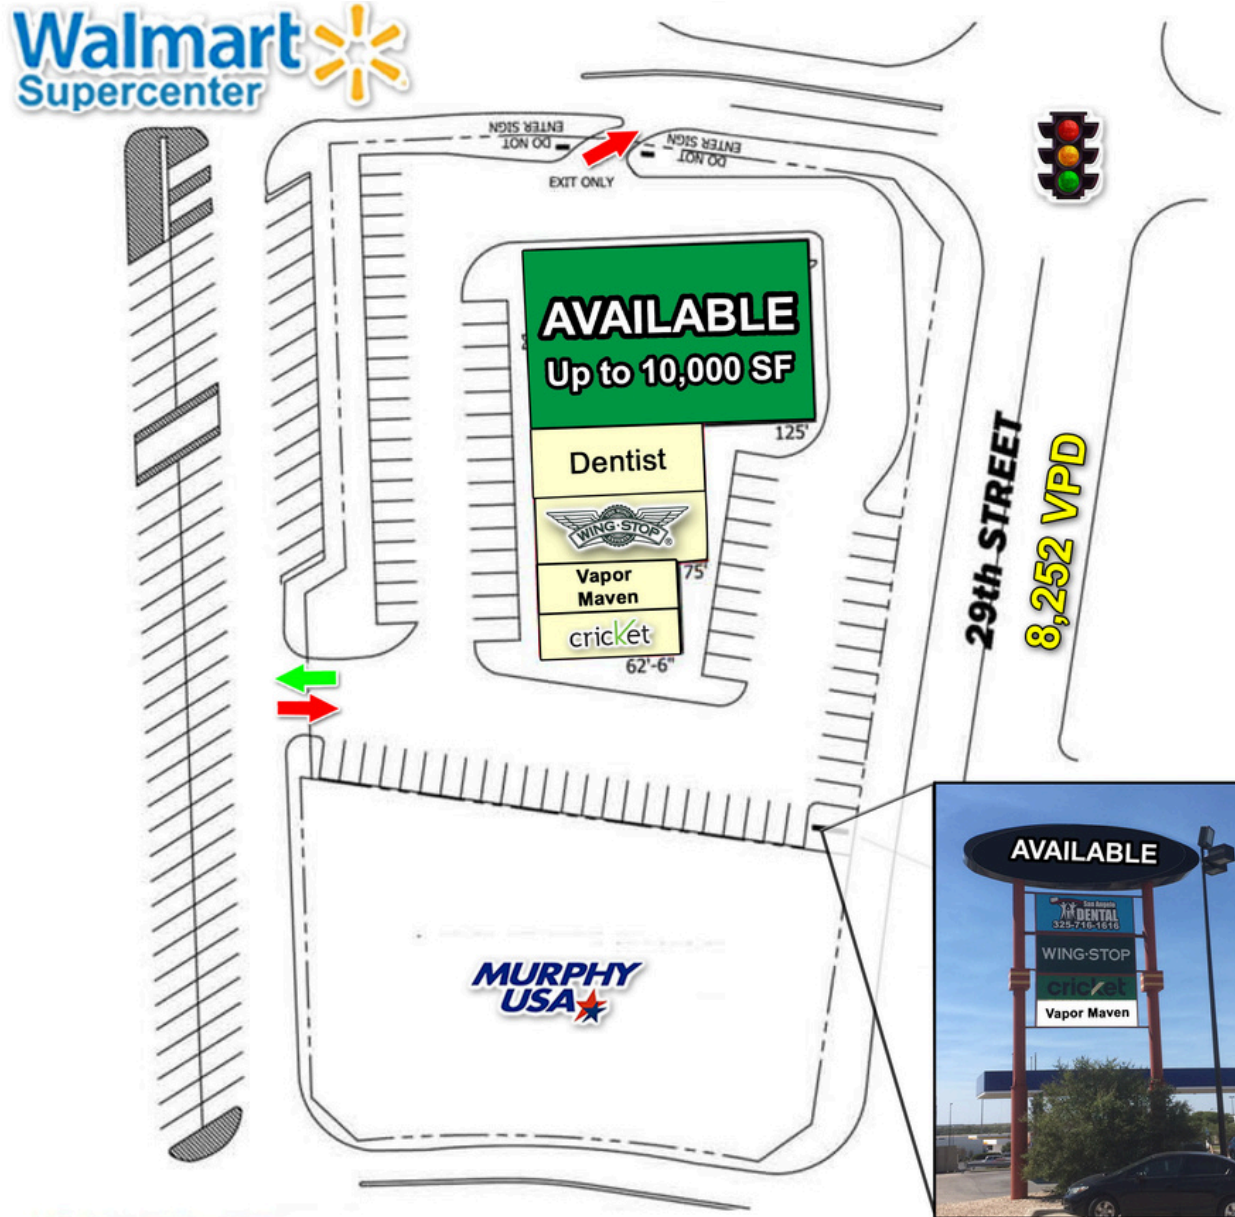 Walmart
Supercenter
DO NOT
ENTER SIGN
DO NOT
ENTER SIGN
EXIT ONLY
AVAILABLE
Up to 10,000 SF
125'
Dentist
WING·STOP
®
75'
Vapor
Maven
cricket
62'-6"
29th STREET
8,252 VPD
MURPHY
USA
AVAILABLE
San Angelo
DENTAL
325-716-1616
WING·STOP
cricket
Vapor Maven